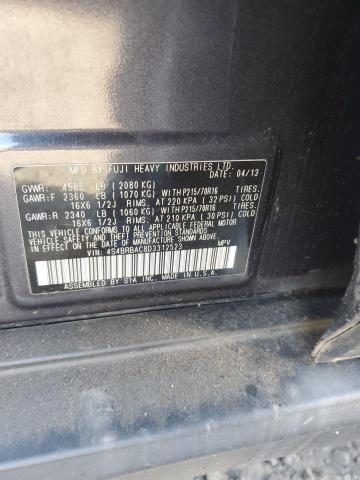 MFD BY FUJI HEAVY INDUSTRIES LTD. 04/13
GVWR: 4585 LB (2080 KG)
GAWR:F 2360 LB (1070 KG) WITH P215/70R16 TIRES.
16X6 1/2J RIMS. AT 220 KPA (32 PSI) COLD
GAWR:R 2340 LB (1060 KG) WITH P215/70R16 TIRES.
16X6 1/2J RIMS. AT 210 KPA (30 PSI) COLD
THIS VEHICLE CONFORMS TO ALL APPLICABLE FEDERAL MOTOR
VEHICLE SAFETY AND THEFT PREVENTION STANDARDS
IN EFFECT ON THE DATE OF MANUFACTURE SHOWN ABOVE.
VIN: 4S4BRBAC8D3312523 MPV
ASSEMBLED BY SIA INC. MADE IN U.S.A.